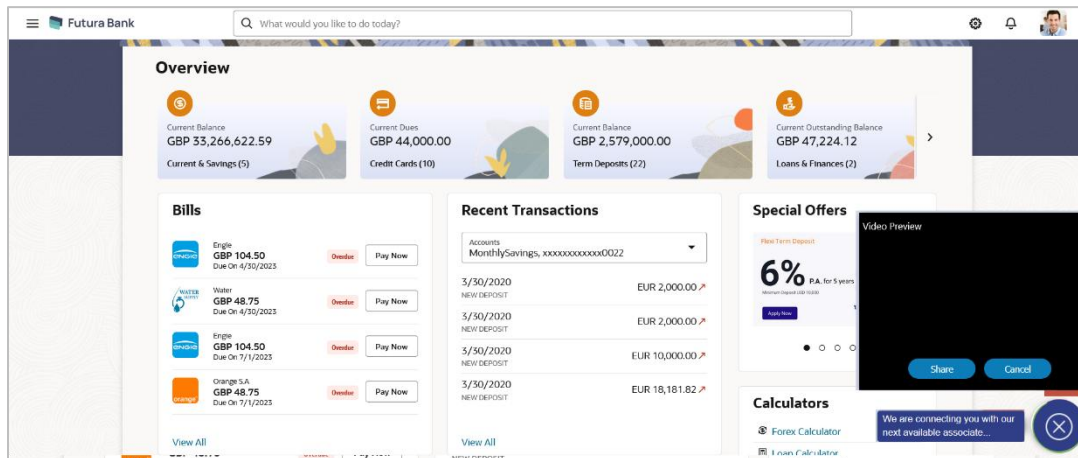 Futura Bank
What would you like to do today?
Overview
Current Balance
GBP 33,266,622.59
Current & Savings (5)
Current Dues
GBP 44,000.00
Credit Cards (10)
Current Balance
GBP 2,579,000.00
Term Deposits (22)
Current Outstanding Balance
GBP 47,224.12
Loans & Finances (2)
Bills
Engie
GBP 104.50
Due On 4/30/2023
Overdue
Pay Now
Water
GBP 48.75
Due On 4/30/2023
Overdue
Pay Now
Engie
GBP 104.50
Due On 7/1/2023
Overdue
Pay Now
orange
Orange S.A
GBP 48.75
Due On 7/1/2023
Overdue
Pay Now
View All
Recent Transactions
Accounts
MonthlySavings, xxxxxxxxxxxx0022
3/30/2020
EUR 2,000.00
NEW DEPOSIT
3/30/2020
EUR 2,000.00
NEW DEPOSIT
3/30/2020
EUR 10,000.00
NEW DEPOSIT
3/30/2020
EUR 18,181.82
NEW DEPOSIT
View All
Special Offers
Flexi Term Deposit
6% P.A. for 5 years
Apply Now
Video Preview
Share
Cancel
Calculators
Forex Calculator
Loan Calculator
We are connecting you with our
next available associate...